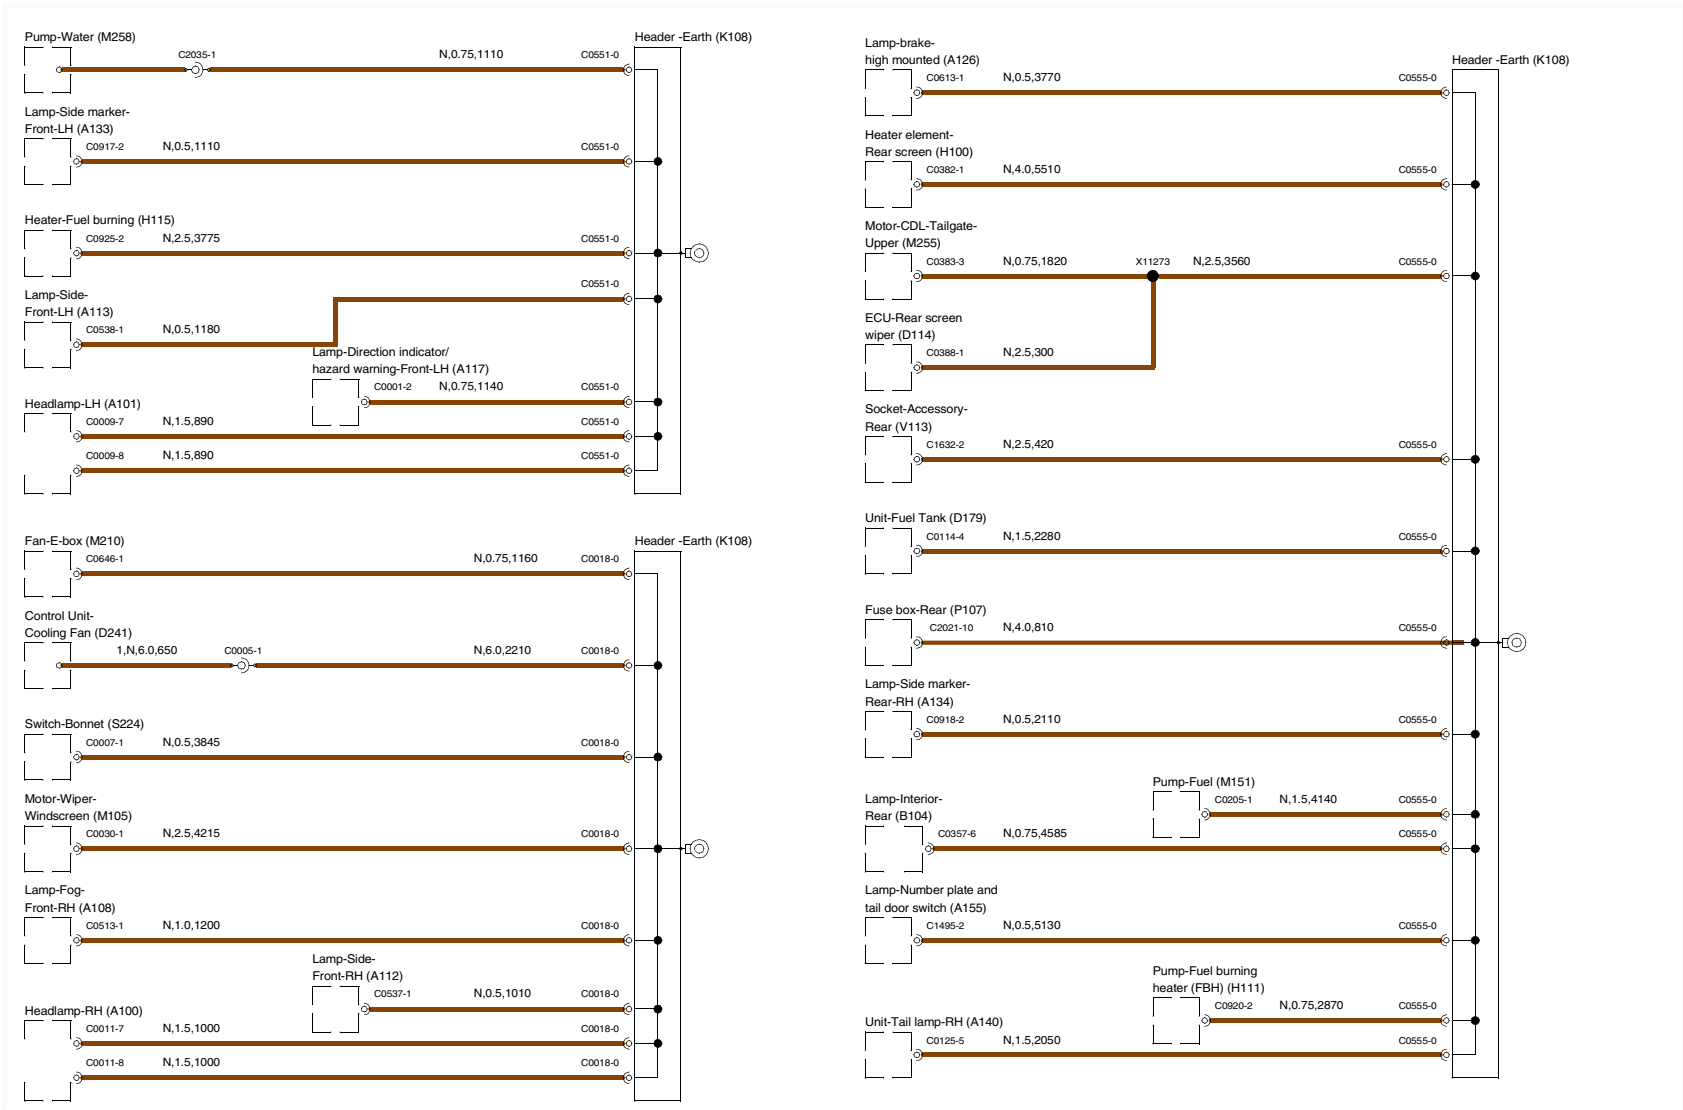 Pump-Water (M258)
C2035-1
N,0.75,1110
C0551-0
Header -Earth (K108)
Lamp-Side marker-
Front-LH (A133)
C0917-2
N,0.5,1110
C0551-0
Heater-Fuel burning (H115)
C0925-2
N,2.5,3775
C0551-0
C0551-0
Lamp-Side-
Front-LH (A113)
C0538-1
N,0.5,1180
Lamp-Direction indicator/
hazard warning-Front-LH (A117)
C0001-2
N,0.75,1140
C0551-0
Headlamp-LH (A101)
C0009-7
N,1.5,890
C0551-0
C0009-8
N,1.5,890
C0551-0
Fan-E-box (M210)
C0646-1
N,0.75,1160
C0018-0
Header -Earth (K108)
Control Unit-
Cooling Fan (D241)
1,N,6.0,650
C0005-1
N,6.0,2210
C0018-0
Switch-Bonnet (S224)
C0007-1
N,0.5,3845
C0018-0
Motor-Wiper-
Windscreen (M105)
C0030-1
N,2.5,4215
C0018-0
Lamp-Fog-
Front-RH (A108)
C0513-1
N,1.0,1200
C0018-0
Lamp-Side-
Front-RH (A112)
C0537-1
N,0.5,1010
C0018-0
Headlamp-RH (A100)
C0011-7
N,1.5,1000
C0018-0
C0011-8
N,1.5,1000
C0018-0
Lamp-brake-
high mounted (A126)
C0613-1
N,0.5,3770
C0555-0
Header -Earth (K108)
Heater element-
Rear screen (H100)
C0382-1
N,4.0,5510
C0555-0
Motor-CDL-Tailgate-
Upper (M255)
C0383-3
N,0.75,1820
X11273
N,2.5,3560
C0555-0
ECU-Rear screen
wiper (D114)
C0388-1
N,2.5,300
Socket-Accessory-
Rear (V113)
C1632-2
N,2.5,420
C0555-0
Unit-Fuel Tank (D179)
C0114-4
N,1.5,2280
C0555-0
Fuse box-Rear (P107)
C2021-10
N,4.0,810
C0555-0
Lamp-Side marker-
Rear-RH (A134)
C0918-2
N,0.5,2110
C0555-0
Pump-Fuel (M151)
C0205-1
N,1.5,4140
C0555-0
Lamp-Interior-
Rear (B104)
C0357-6
N,0.75,4585
C0555-0
Lamp-Number plate and
tail door switch (A155)
C1495-2
N,0.5,5130
C0555-0
Pump-Fuel burning
heater (FBH) (H111)
C0920-2
N,0.75,2870
C0555-0
Unit-Tail lamp-RH (A140)
C0125-5
N,1.5,2050
C0555-0